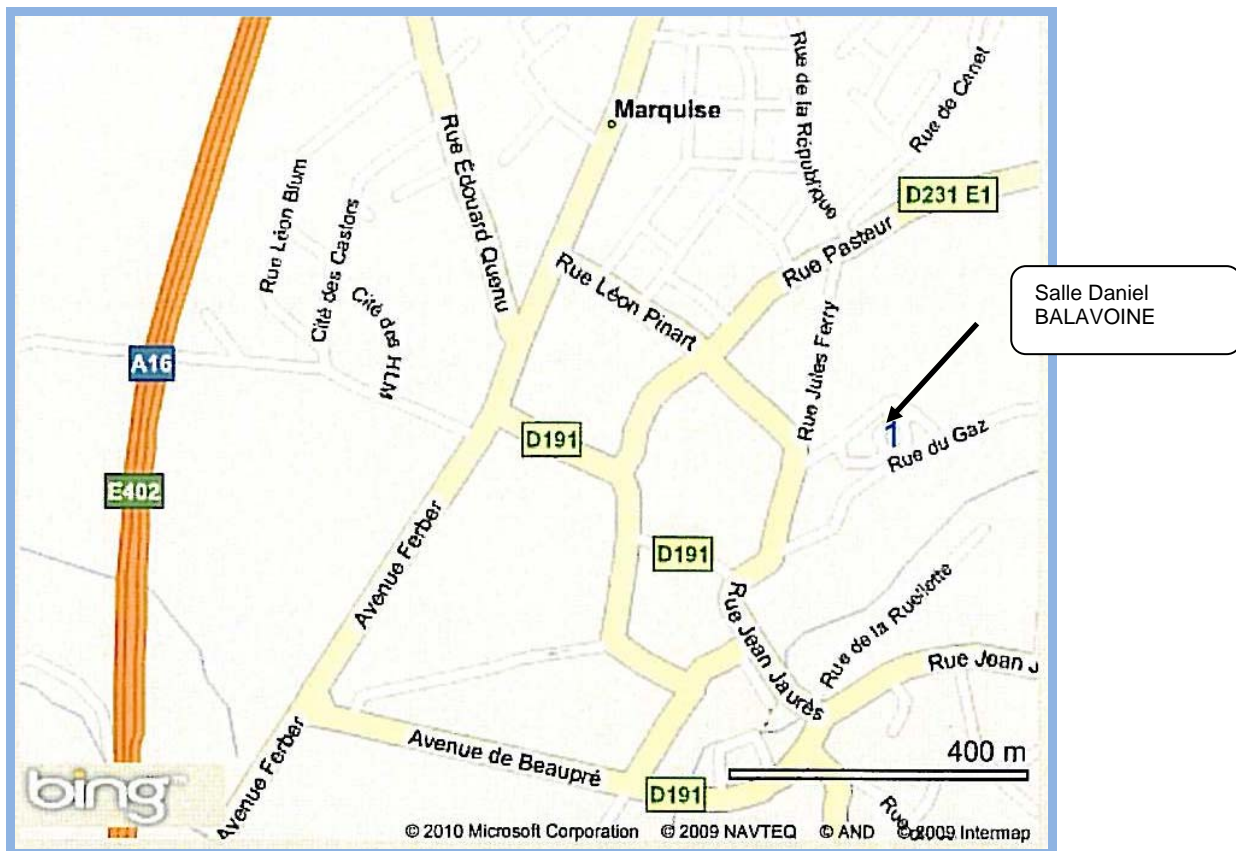 Marquise
Rue de la République
Rue de Canet
D231 E1
Rue Édouard Quenu
Rue Léon Blum
Cité des Castors
Cité des HLM
Rue Léon Pinart
Rue Pasteur
Rue Jules Ferry
Salle Daniel
BALAVOINE
A16
D191
1
Rue du Gaz
E402
Avenue Ferber
D191
Rue Jean Jaurès
Rue de la Ruellotte
Rue Jean J
Avenue Ferber
Avenue de Beaupré
400 m
bing
D191
© 2010 Microsoft Corporation © 2009 NAVTEQ © AND © 2009 Intermap